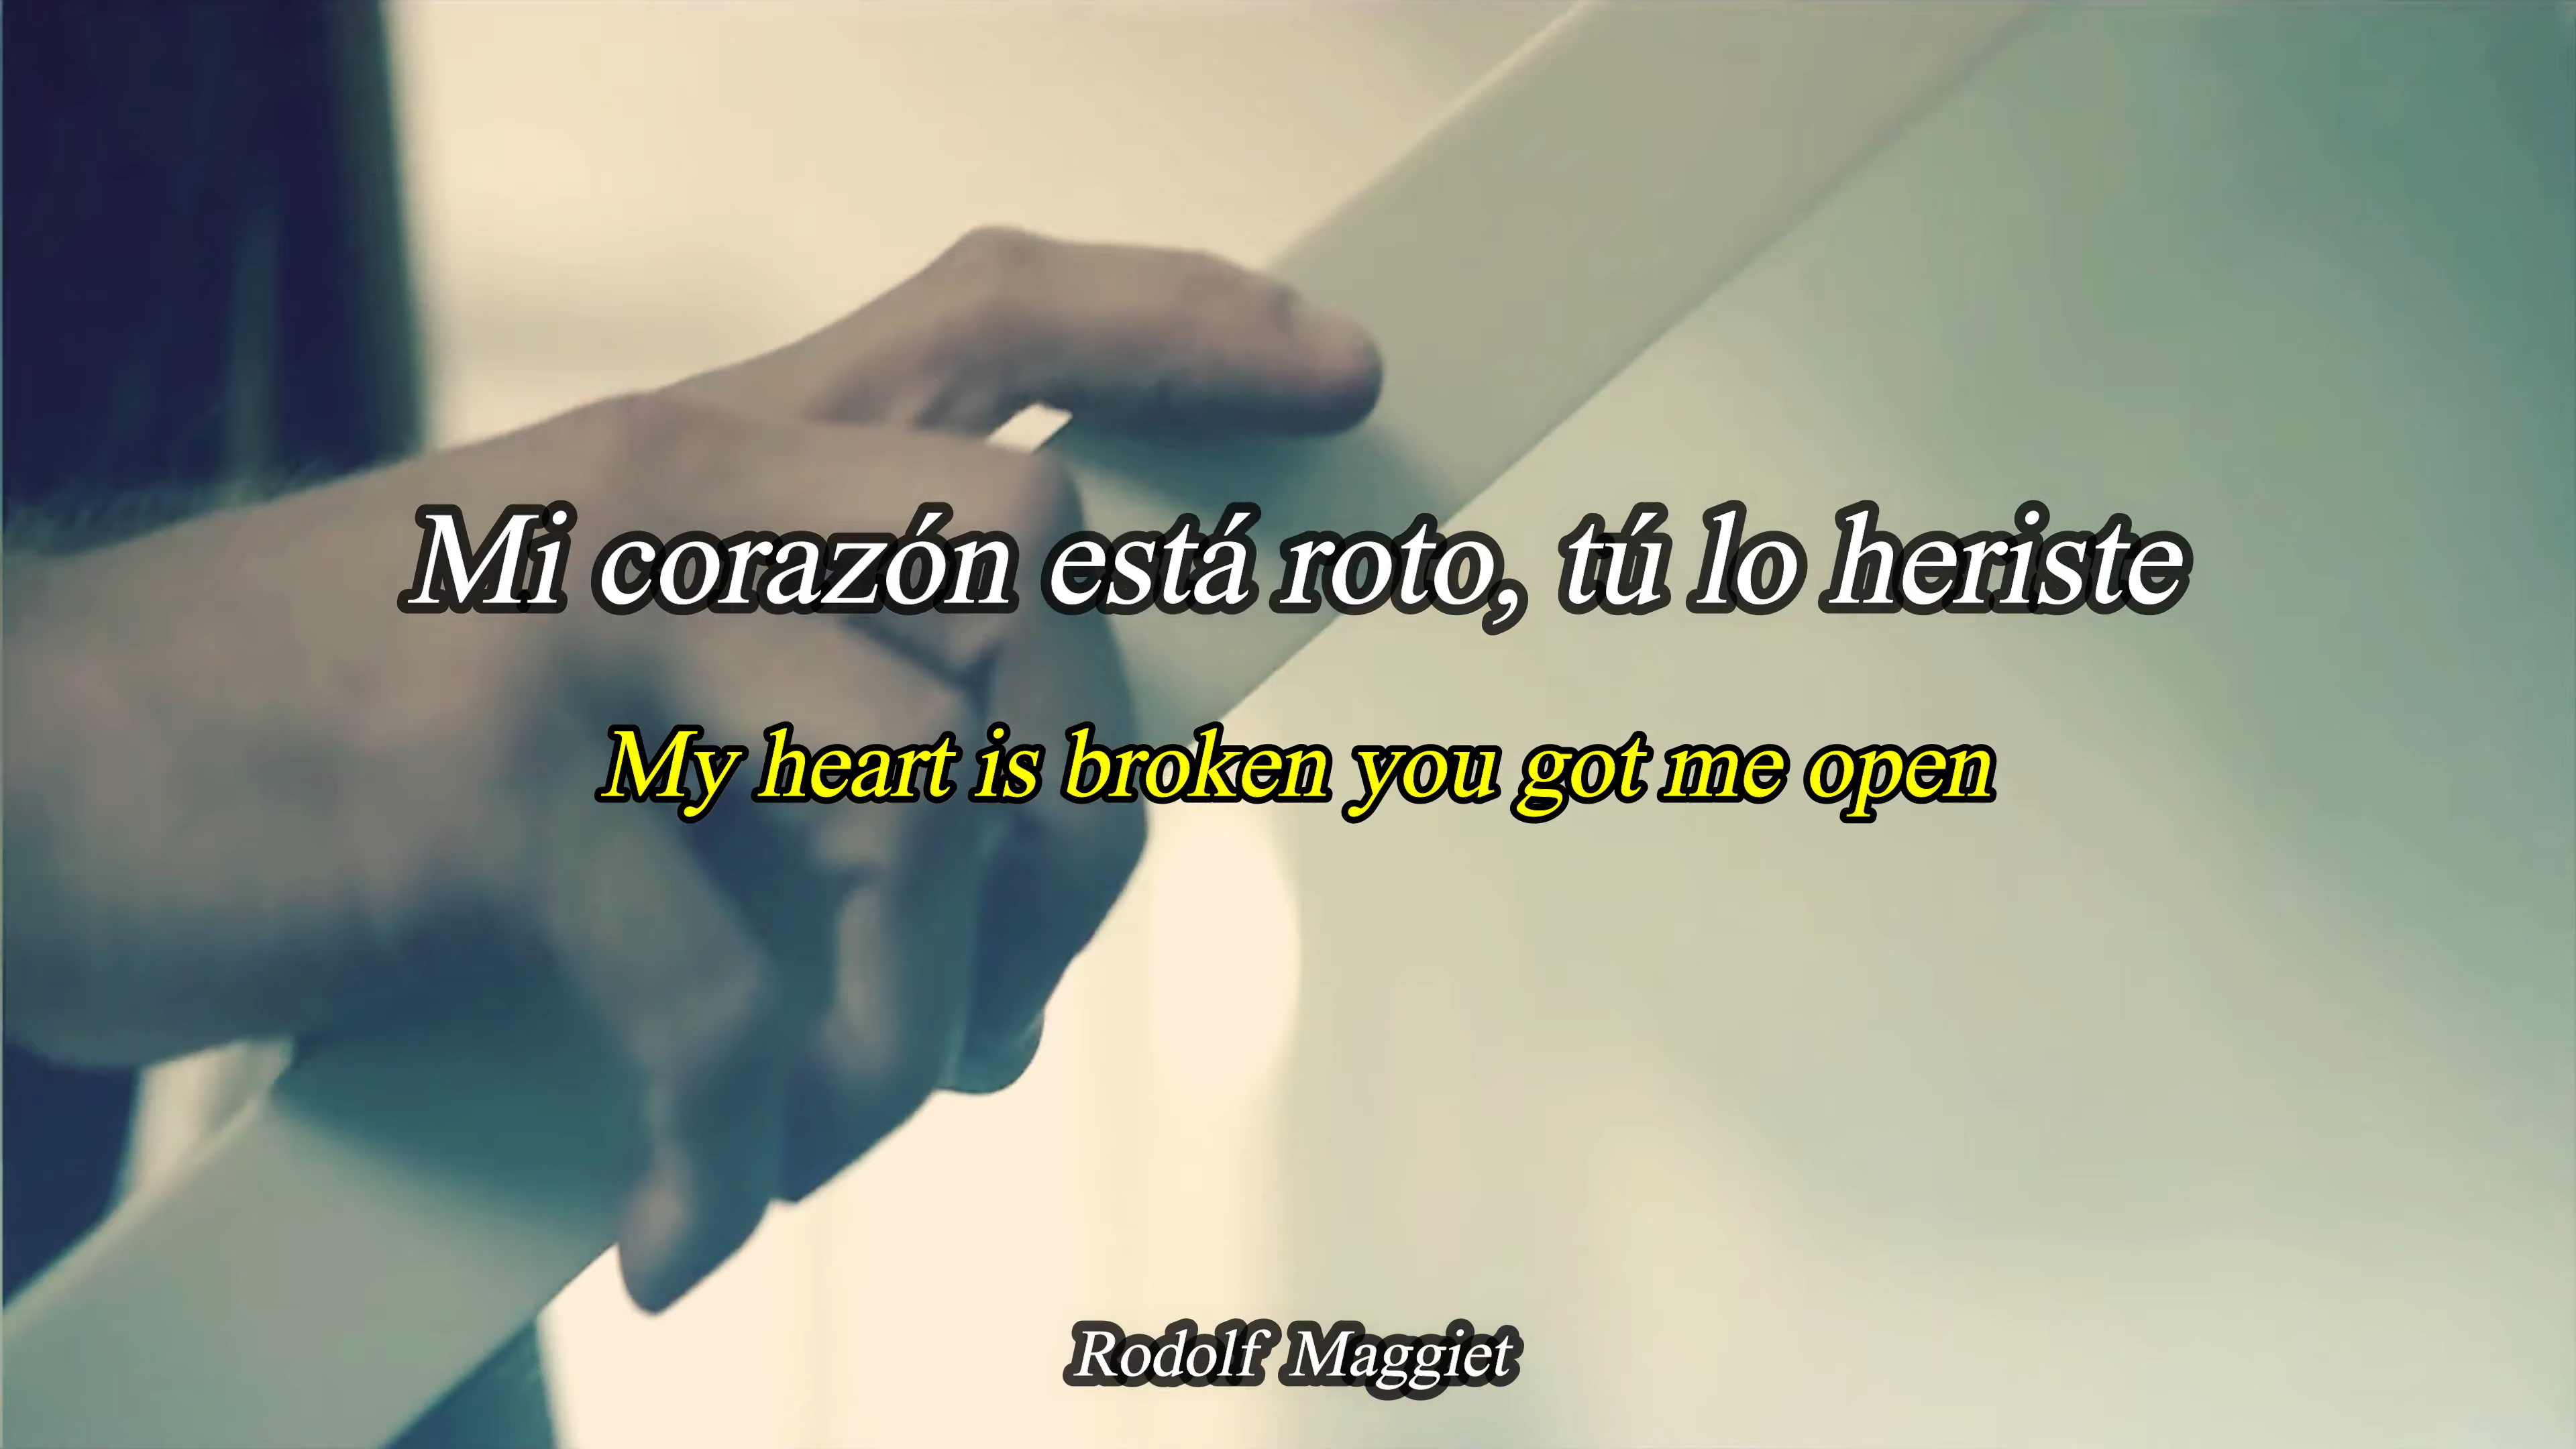 Mi corazón está roto, tú lo heriste
My heart is broken you got me open
Rodolf Maggiet